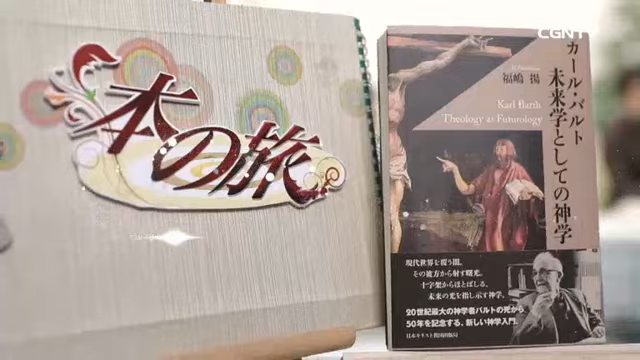 CGNT
本の旅
福嶋 揚
Karl Barth
Theology as Futurology
カール・バルト
未来学としての神学
現代世界を覆う闇。
その彼方から射す曙光。
十字架からほとばしる、
未来の光を指し示す神学。
20世紀最大の神学者バルトの死から
50年を記念する、新しい神学入門。
日本キリスト教団出版局